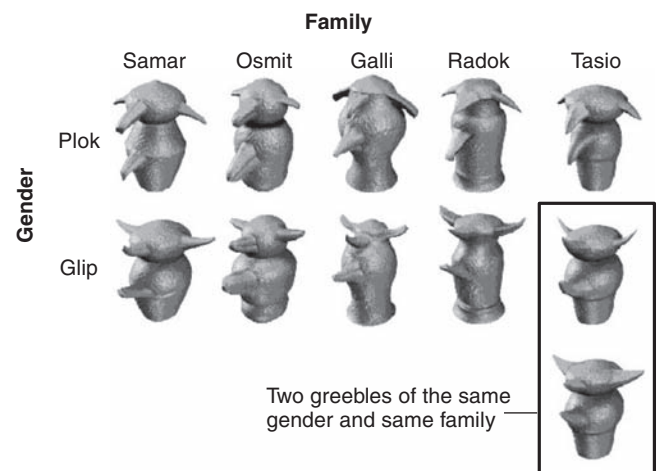 Family
Samar Osmit Galli Radok Tasio
Gender
Plok
Glip
Two greebles of the same
gender and same family